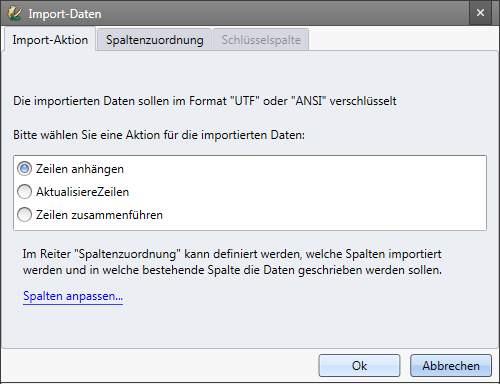 Import-Daten
Import-Aktion Spaltenzuordnung Schlüsselspalte
Die importierten Daten sollen im Format "UTF" oder "ANSI" verschlüsselt
Bitte wählen Sie eine Aktion für die importierten Daten:
Zeilen anhängen
AktualisiereZeilen
Zeilen zusammenführen
Im Reiter "Spaltenzuordnung" kann definiert werden, welche Spalten importiert
werden und in welche bestehende Spalte die Daten geschrieben werden sollen.
Spalten anpassen...
Ok Abbrechen